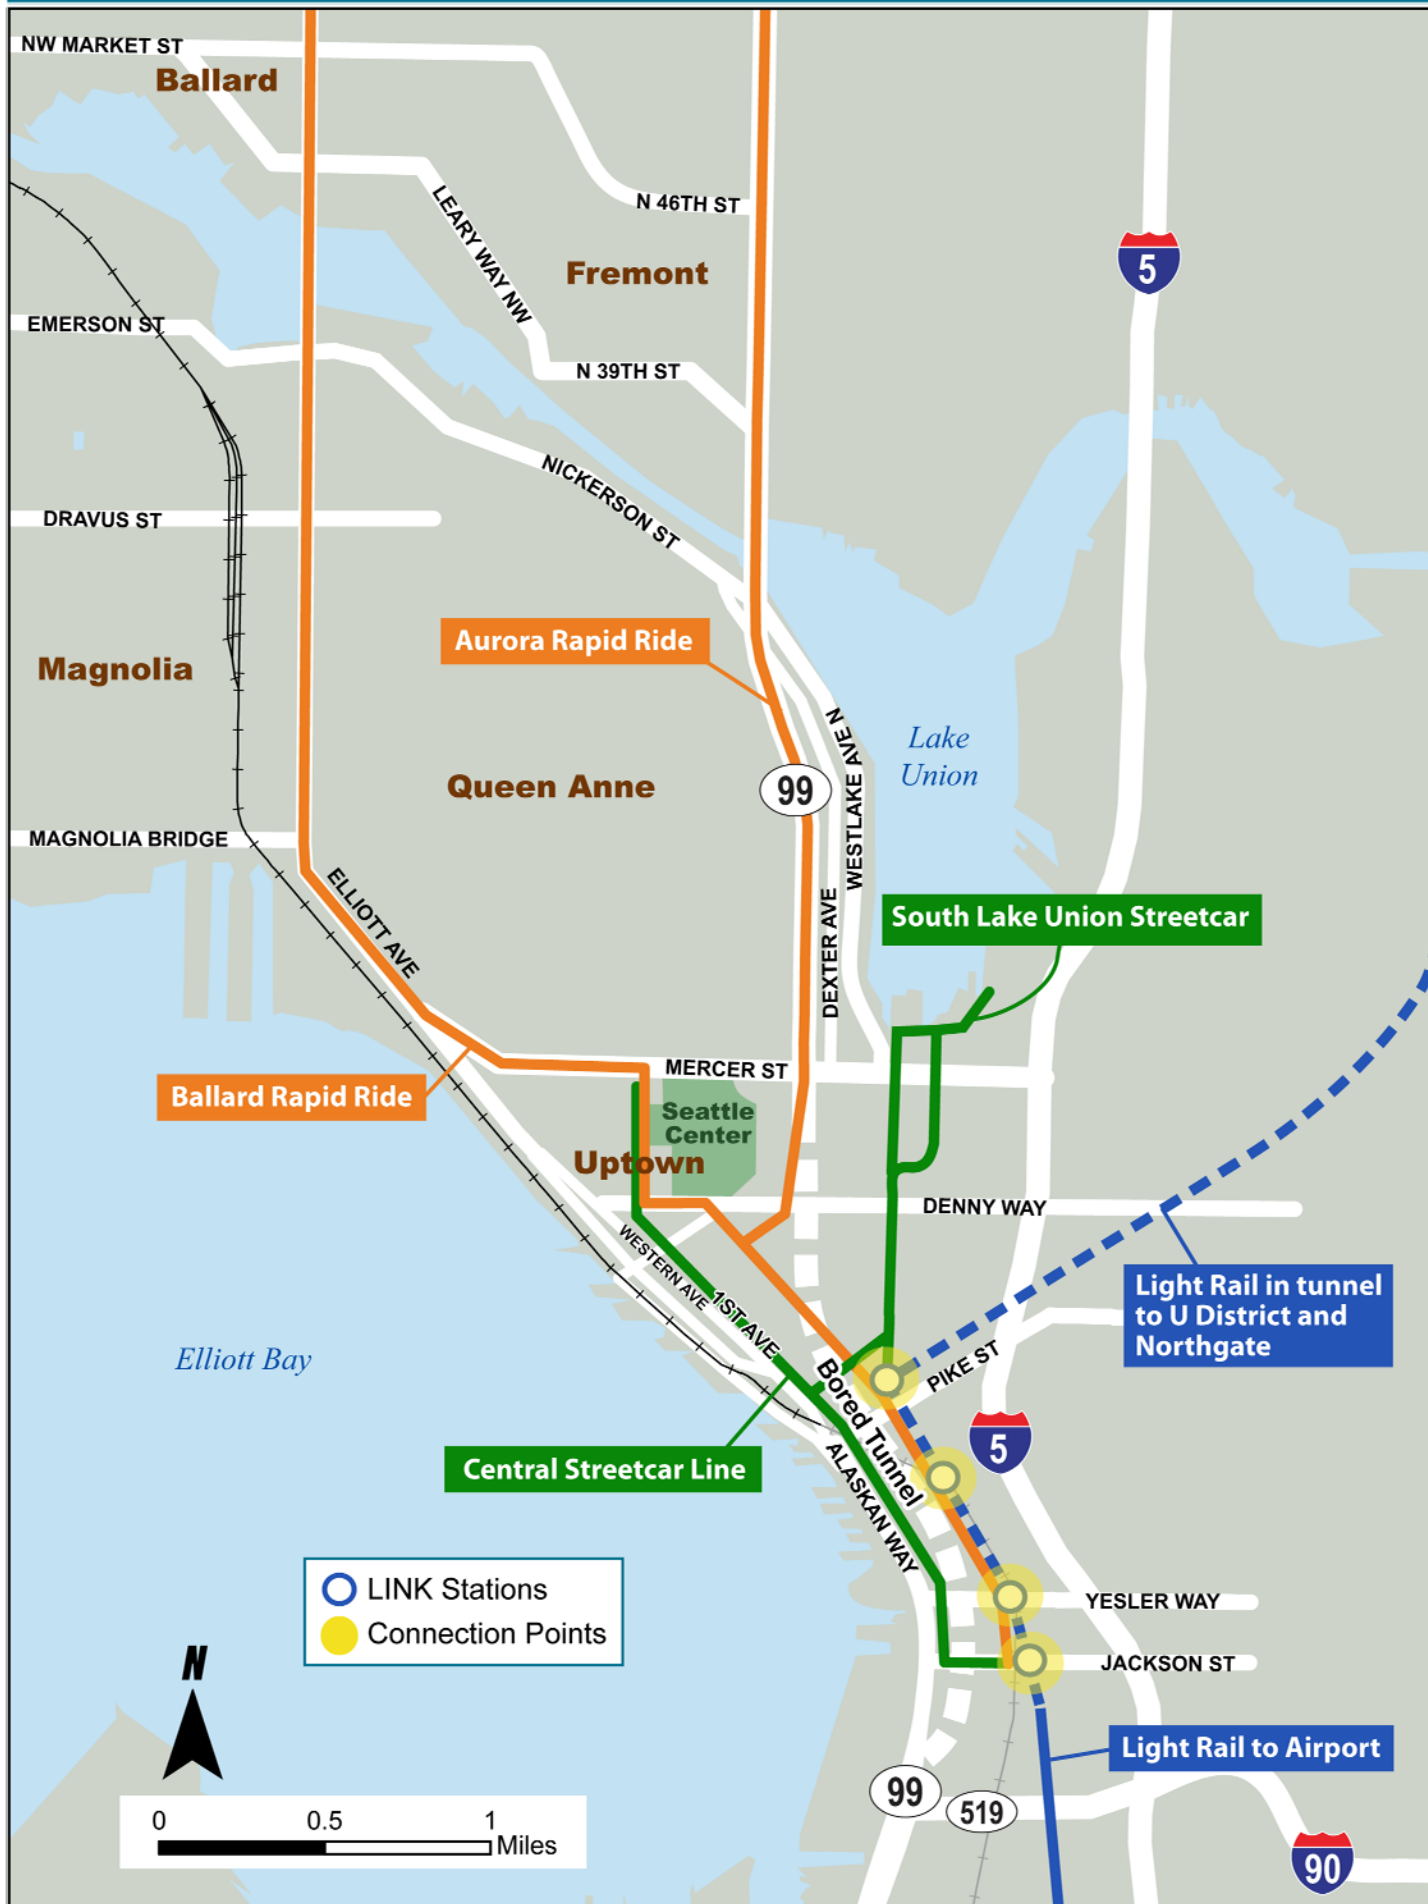 NW MARKET ST
Ballard
N 46TH ST
LEARY WAY NW
Fremont
5
EMERSON ST
N 39TH ST
NICKERSON ST
DRAVUS ST
Aurora Rapid Ride
Magnolia
WESTLAKE AVE N
Lake
Union
Queen Anne
99
MAGNOLIA BRIDGE
ELLIOTT AVE
DEXTER AVE
South Lake Union Streetcar
MERCER ST
Ballard Rapid Ride
Seattle
Center
Uptown
DENNY WAY
WESTERN AVE
1ST AVE
Light Rail in tunnel
to U District and
Northgate
Elliott Bay
PIKE ST
Bored Tunnel
5
Central Streetcar Line
ALASKAN WAY
LINK Stations
Connection Points
YESLER WAY
JACKSON ST
N
Light Rail to Airport
99
519
0 0.5 1
Miles
90